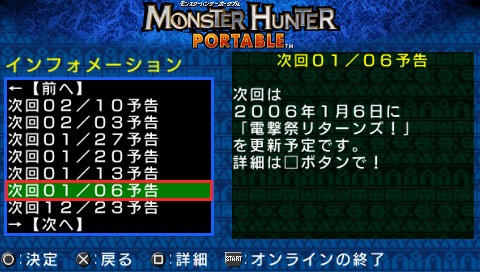 モンスターハンターポータブル
MONSTER HUNTER
PORTABLE™
インフォメーション
←【前へ】
次回０２／１０予告
次回０２／０３予告
次回０１／２７予告
次回０１／２０予告
次回０１／１３予告
次回０１／０６予告
次回１２／２３予告
→【次へ】
次回０１／０６予告
次回は
２００６年１月６日に
「電撃祭リターンズ！」
を更新予定です。
詳細は□ボタンで！
○:決定 ×:戻る □:詳細 START:オンラインの終了